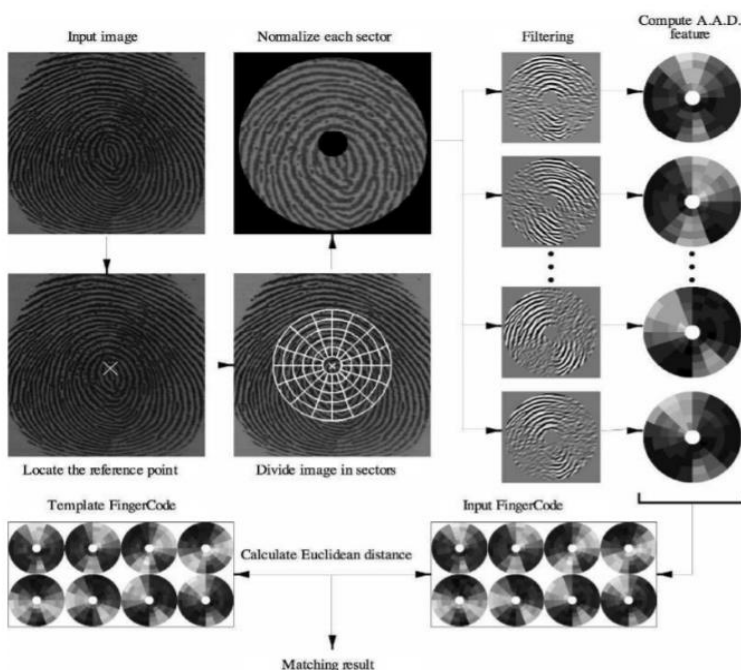 Input image
Normalize each sector
Filtering
Compute A.A.D.
feature
Locate the reference point
Divide image in sectors
Template FingerCode
Input FingerCode
Calculate Euclidean distance
Matching result